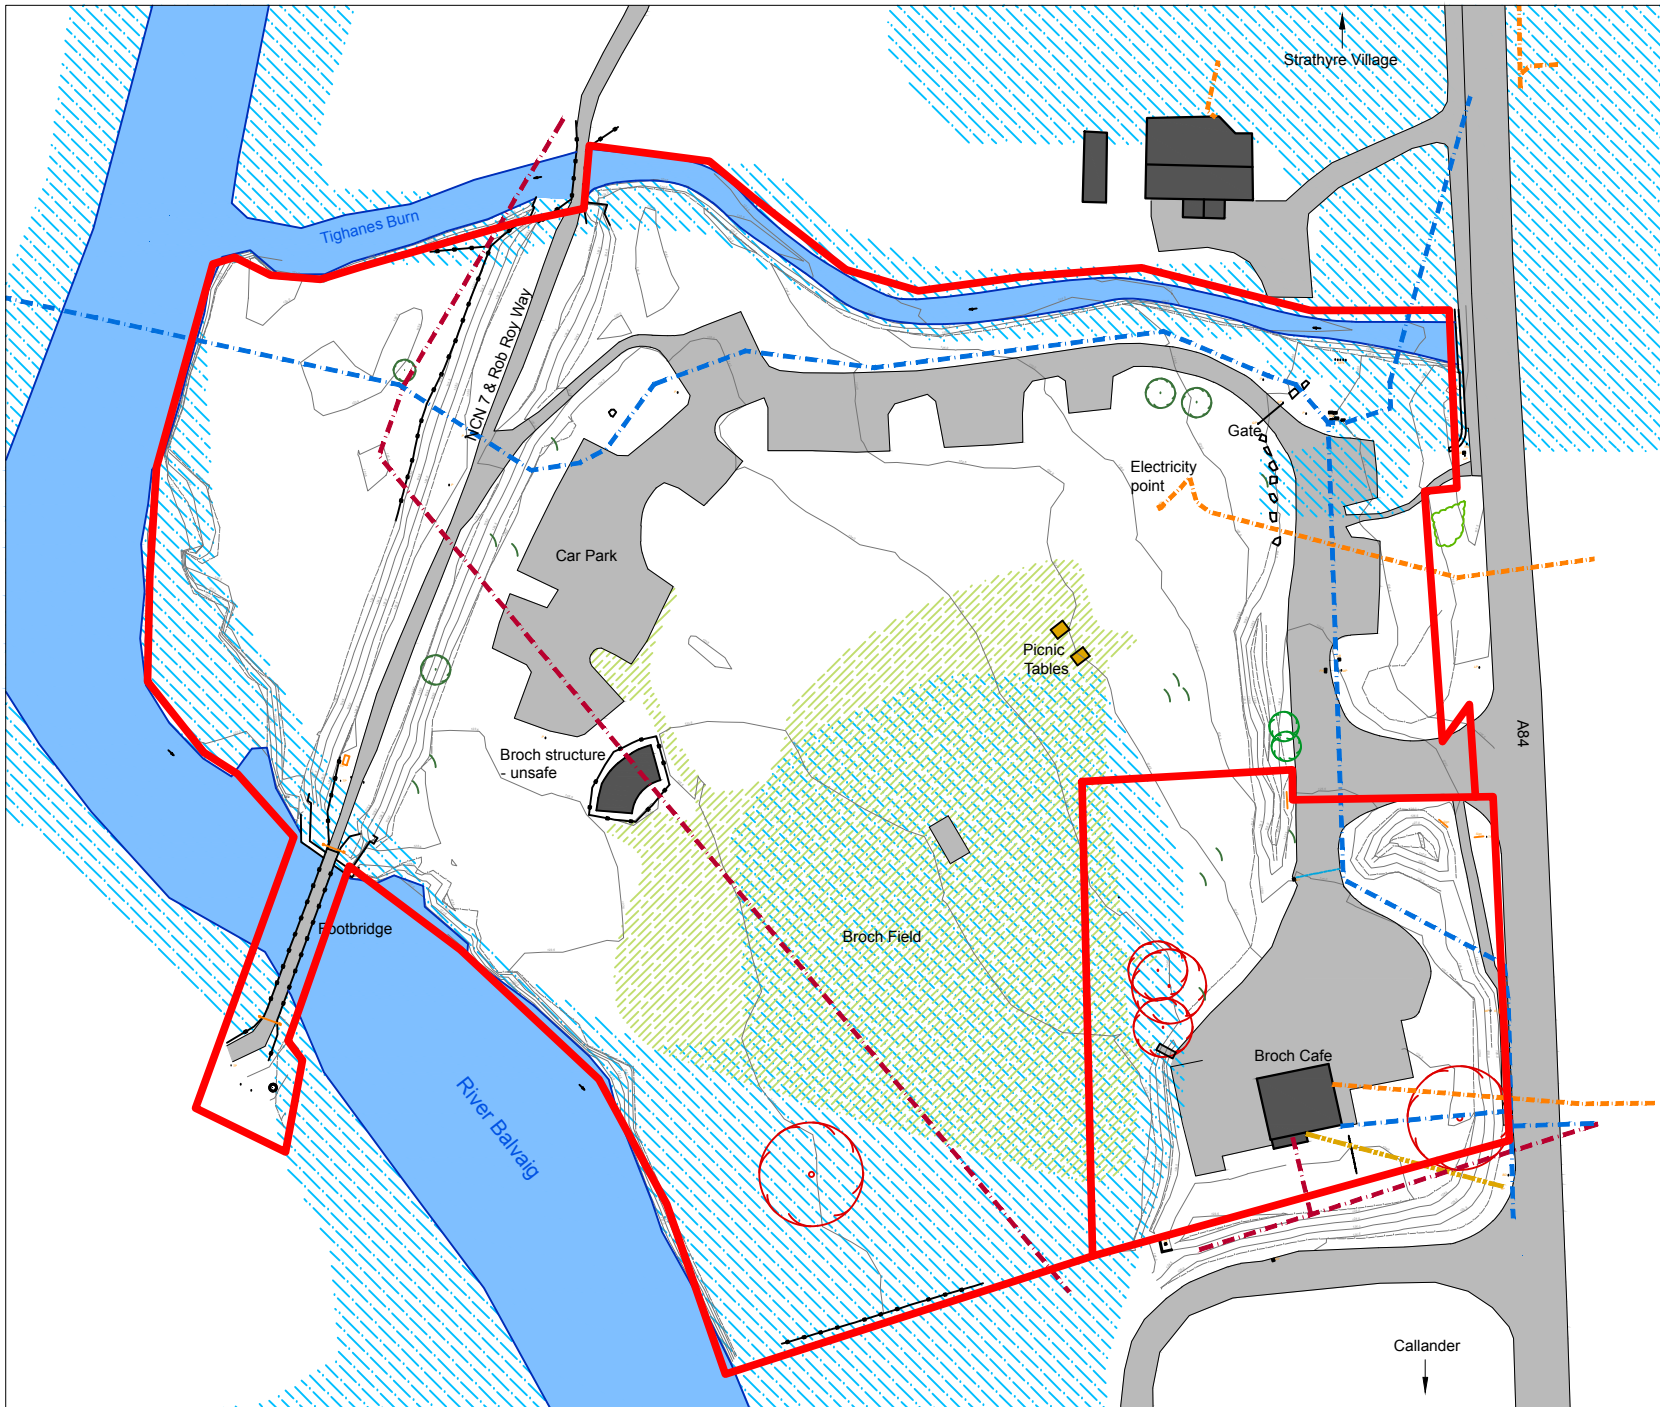 Strathyre Village
Tighanes Burn
NCN 7 & Rob Roy Way
Gate
Electricity
point
Car Park
Picnic
Tables
A84
Broch structure
- unsafe
Broch Field
Footbridge
Broch Cafe
River Balvaig
Callander